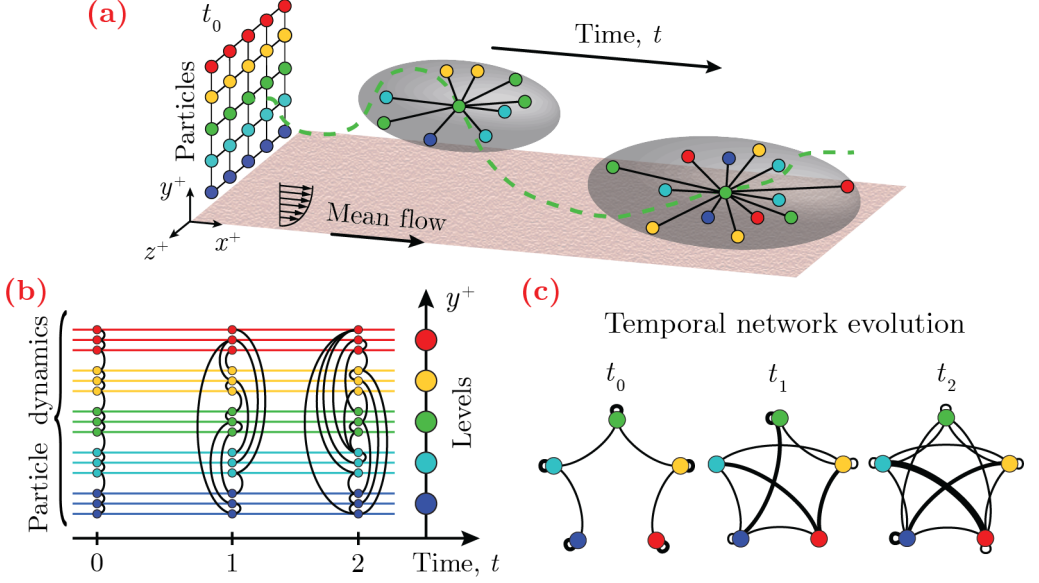 (a)
t₀
Time, t
Particles
y⁺
z⁺
x⁺
Mean flow
(b)
Particle dynamics
y⁺
Levels
0
1
2
Time, t
(c)
Temporal network evolution
t₀
t₁
t₂